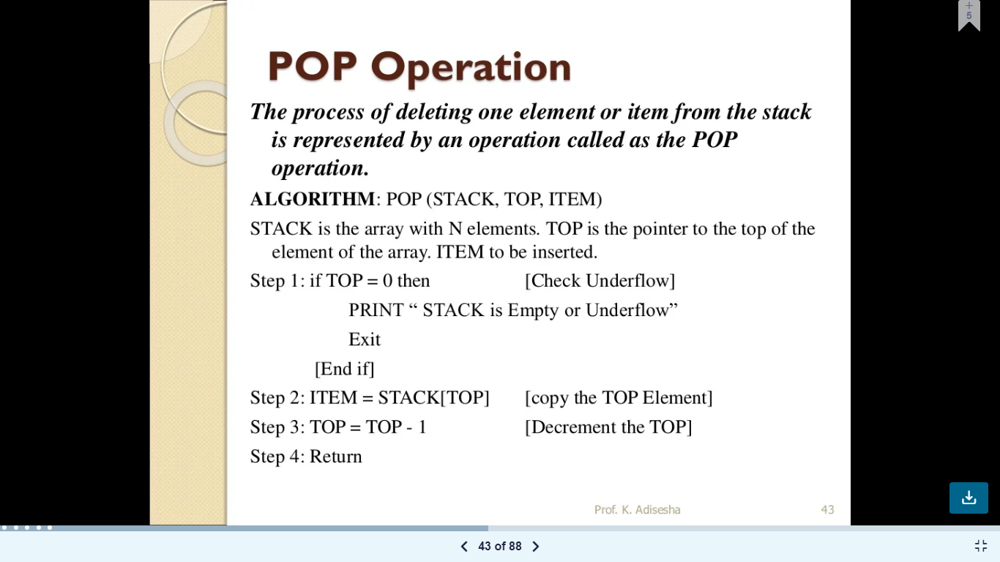 +
5
POP Operation
The process of deleting one element or item from the stack
is represented by an operation called as the POP
operation.
ALGORITHM: POP (STACK, TOP, ITEM)
STACK is the array with N elements. TOP is the pointer to the top of the
element of the array. ITEM to be inserted.
Step 1: if TOP = 0 then [Check Underflow]
PRINT “ STACK is Empty or Underflow”
Exit
[End if]
Step 2: ITEM = STACK[TOP] [copy the TOP Element]
Step 3: TOP = TOP - 1 [Decrement the TOP]
Step 4: Return
Prof. K. Adisesha 43
43 of 88